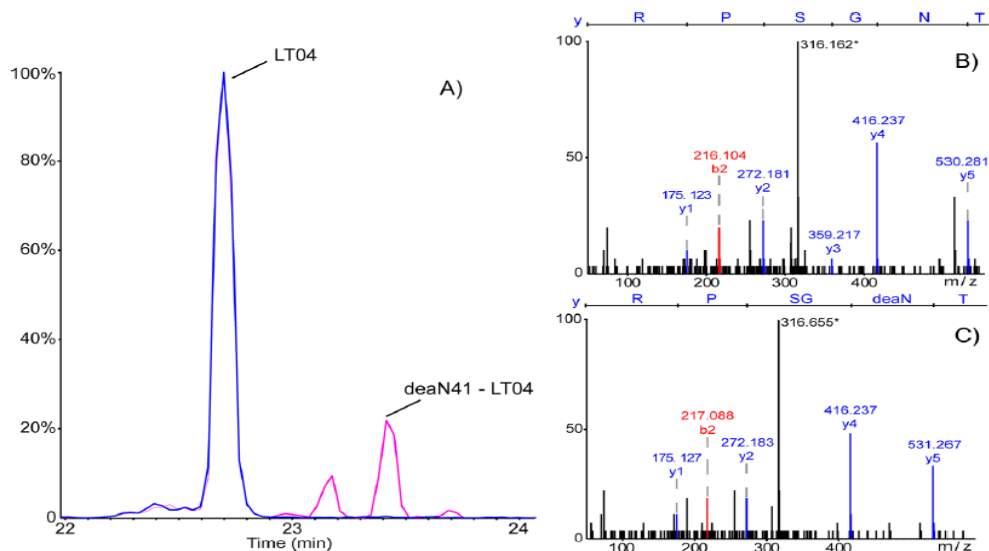 LT04
A)
100%
80%
60%
40%
20%
0%
deaN41 - LT04
22
23
24
Time (min)
y R P S G N T
B)
100
50
0
316.162*
416.237
y4
216.104
b2
530.281
y5
272.181
y2
175.123
y1
359.217
y3
100 200 300 400 m/z
y R P SG deaN T
C)
100
50
0
316.655*
416.237
y4
217.088
b2
272.183
y2
531.267
y5
175.127
y1
100 200 300 400 m/z